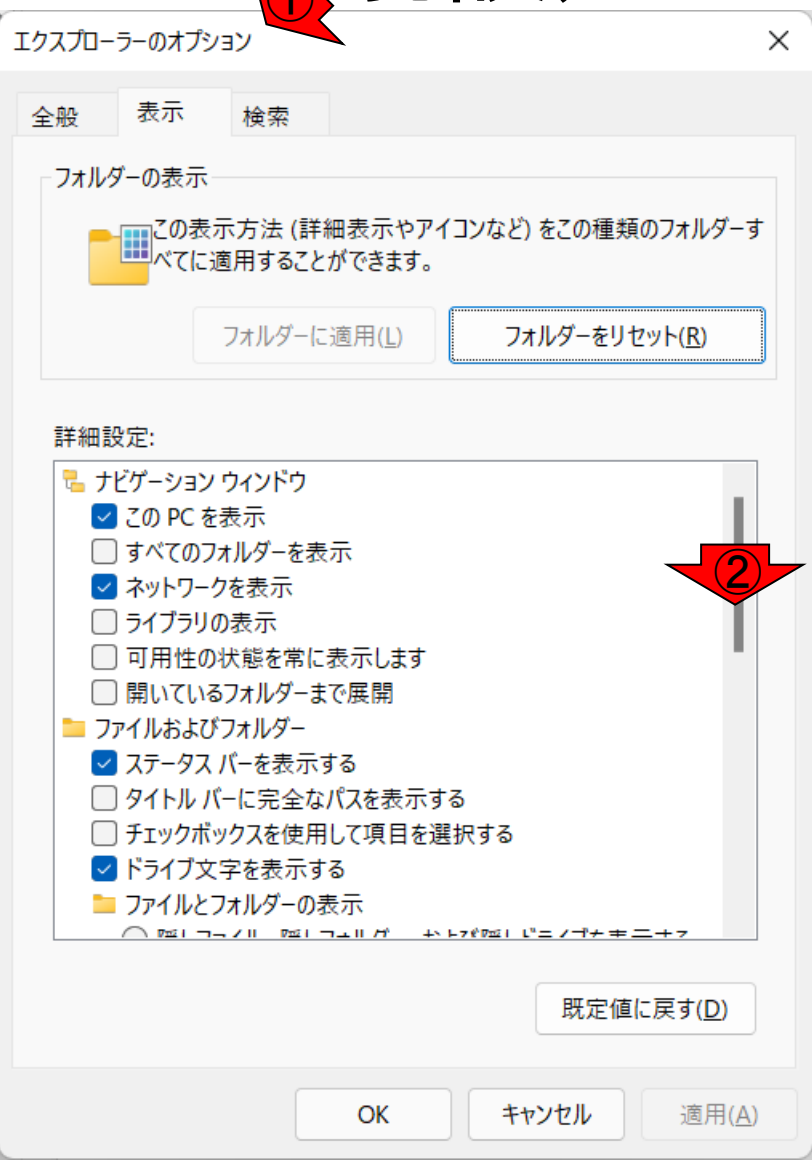 ①
エクスプローラーのオプション
全般
表示
検索
フォルダーの表示
この表示方法 (詳細表示やアイコンなど) をこの種類のフォルダーす
べてに適用することができます。
フォルダーに適用(L)
フォルダーをリセット(R)
詳細設定:
ナビゲーション ウィンドウ
この PC を表示
すべてのフォルダーを表示
ネットワークを表示
②
ライブラリの表示
可用性の状態を常に表示します
開いているフォルダーまで展開
ファイルおよびフォルダー
ステータス バーを表示する
タイトル バーに完全なパスを表示する
チェックボックスを使用して項目を選択する
ドライブ文字を表示する
ファイルとフォルダーの表示
既定値に戻す(D)
OK
キャンセル
適用(A)